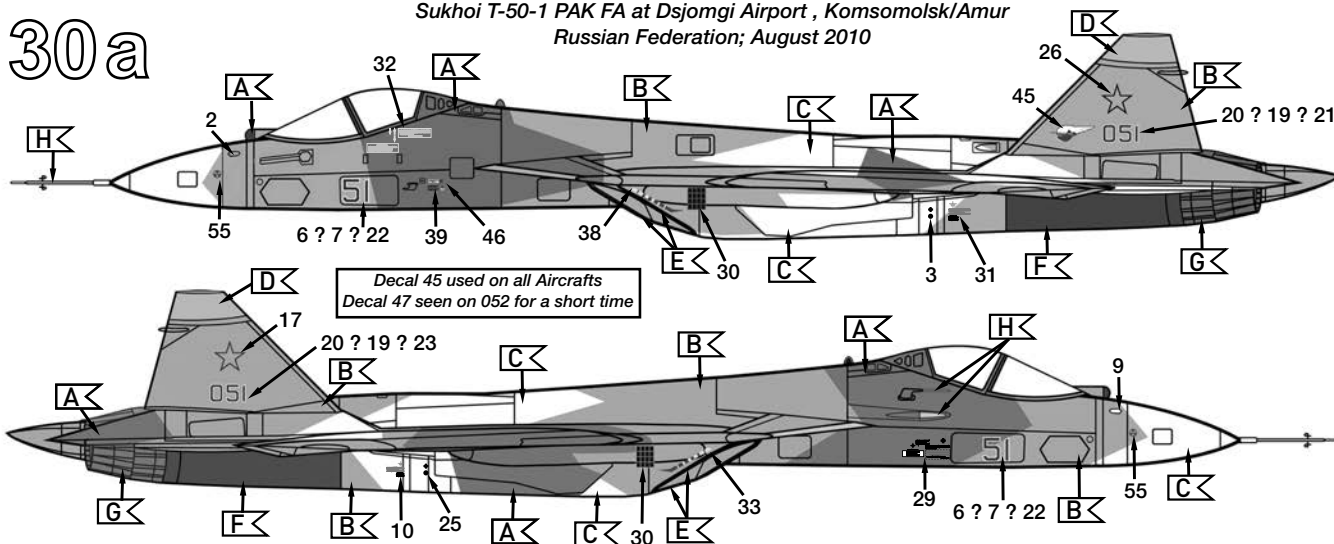 30a
Sukhoi T-50-1 PAK FA at Dsjomgi Airport , Komsomolsk/Amur
Russian Federation; August 2010
D
26
32
A
B
A
B
C
A
45
2
051
20 ? 19 ? 21
H
51
55
6 ? 7 ? 22
39
46
38
E
30
C
3
31
F
G
Decal 45 used on all Aircrafts
Decal 47 seen on 052 for a short time
D
17
20 ? 19 ? 23
B
C
B
A
H
9
051
A
51
55
G
F
B
10
25
A
C
30
E
33
29
6 ? 7 ? 22
B
C